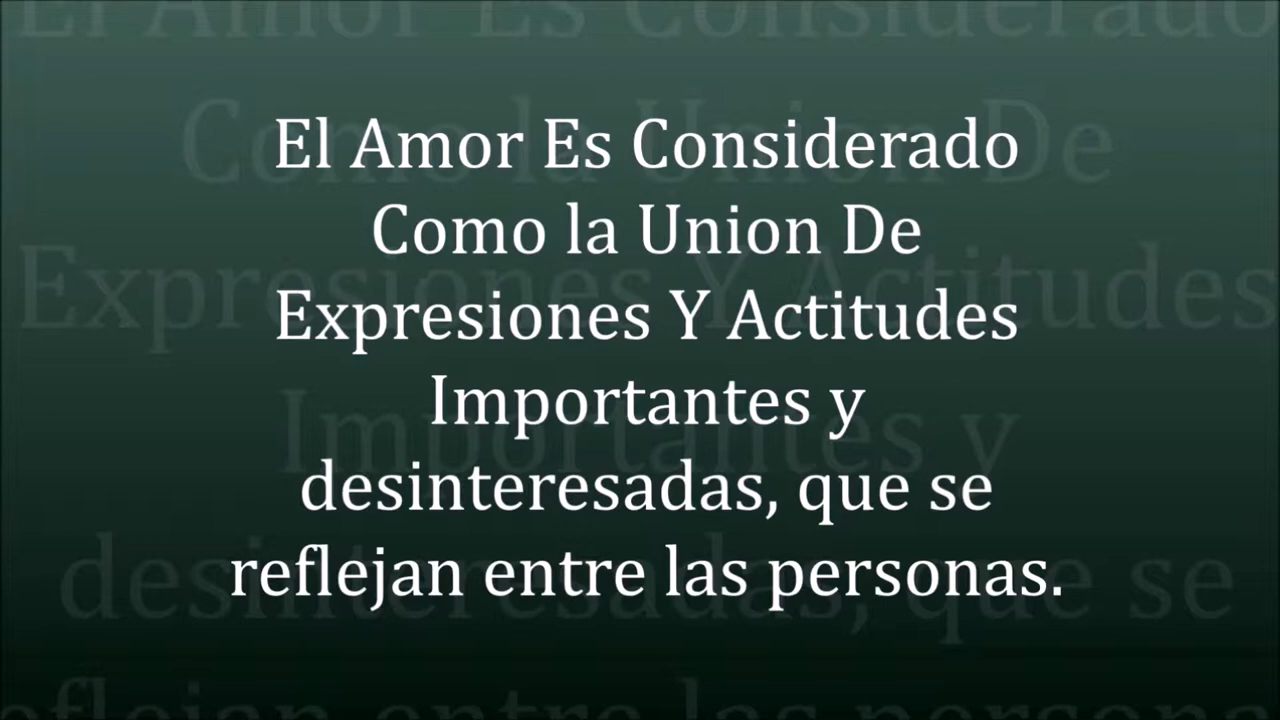 El Amor Es Considerado
Como la Union De
Expresiones Y Actitudes
Importantes y
desinteresadas, que se
reflejan entre las personas.